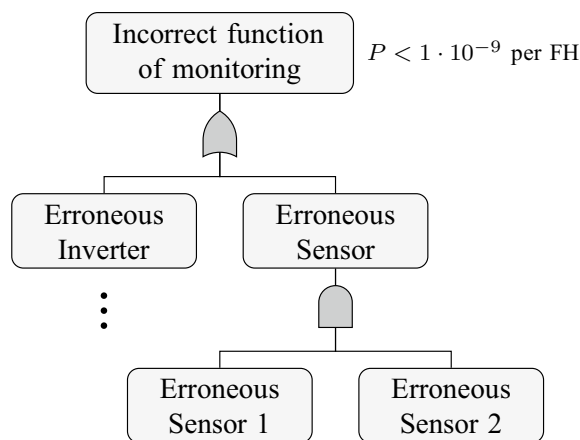 Incorrect function
of monitoring
P < 1 · 10⁻⁹ per FH
Erroneous
Inverter
Erroneous
Sensor
Erroneous
Sensor 1
Erroneous
Sensor 2